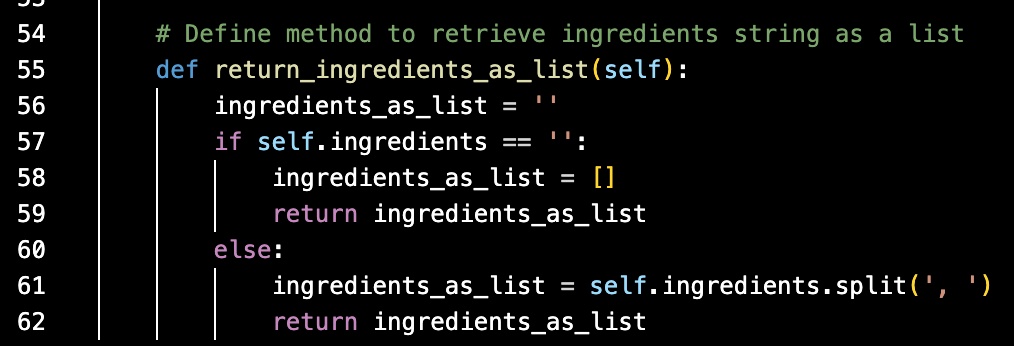 54 # Define method to retrieve ingredients string as a list
55 def return_ingredients_as_list(self):
56 ingredients_as_list = ''
57 if self.ingredients == '':
58 ingredients_as_list = []
59 return ingredients_as_list
60 else:
61 ingredients_as_list = self.ingredients.split(', ')
62 return ingredients_as_list